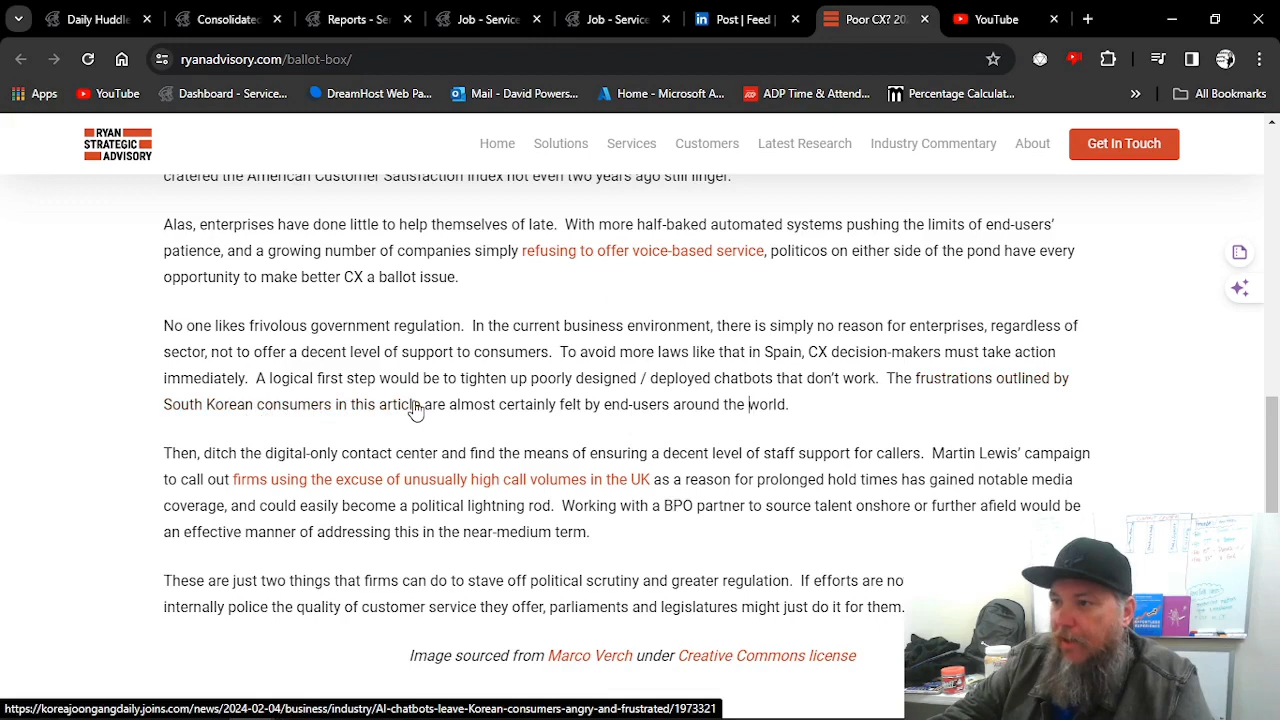 Daily Huddle
Consolidated
Reports - Se
Job - Service
Job - Service
Post | Feed |
Poor CX? 20
YouTube
ryanadvisory.com/ballot-box/
Apps
YouTube
Dashboard - Service...
DreamHost Web Pa...
Mail - David Powers...
Home - Microsoft A...
ADP Time & Attend...
Percentage Calculat...
All Bookmarks
RYAN
STRATEGIC
ADVISORY
Home
Solutions
Services
Customers
Latest Research
Industry Commentary
About
Get In Touch
cratered the American Customer Satisfaction Index not even two years ago still linger.
Alas, enterprises have done little to help themselves of late. With more half-baked automated systems pushing the limits of end-users’
patience, and a growing number of companies simply refusing to offer voice-based service, politicos on either side of the pond have every
opportunity to make better CX a ballot issue.
No one likes frivolous government regulation. In the current business environment, there is simply no reason for enterprises, regardless of
sector, not to offer a decent level of support to consumers. To avoid more laws like that in Spain, CX decision-makers must take action
immediately. A logical first step would be to tighten up poorly designed / deployed chatbots that don’t work. The frustrations outlined by
South Korean consumers in this article are almost certainly felt by end-users around the world.
Then, ditch the digital-only contact center and find the means of ensuring a decent level of staff support for callers. Martin Lewis’ campaign
to call out firms using the excuse of unusually high call volumes in the UK as a reason for prolonged hold times has gained notable media
coverage, and could easily become a political lightning rod. Working with a BPO partner to source talent onshore or further afield would be
an effective manner of addressing this in the near-medium term.
These are just two things that firms can do to stave off political scrutiny and greater regulation. If efforts are no
internally police the quality of customer service they offer, parliaments and legislatures might just do it for them.
Image sourced from Marco Verch under Creative Commons license
https://koreajoongangdaily.joins.com/news/2024-02-04/business/industry/AI-chatbots-leave-Korean-consumers-angry-and-frustrated/1973321